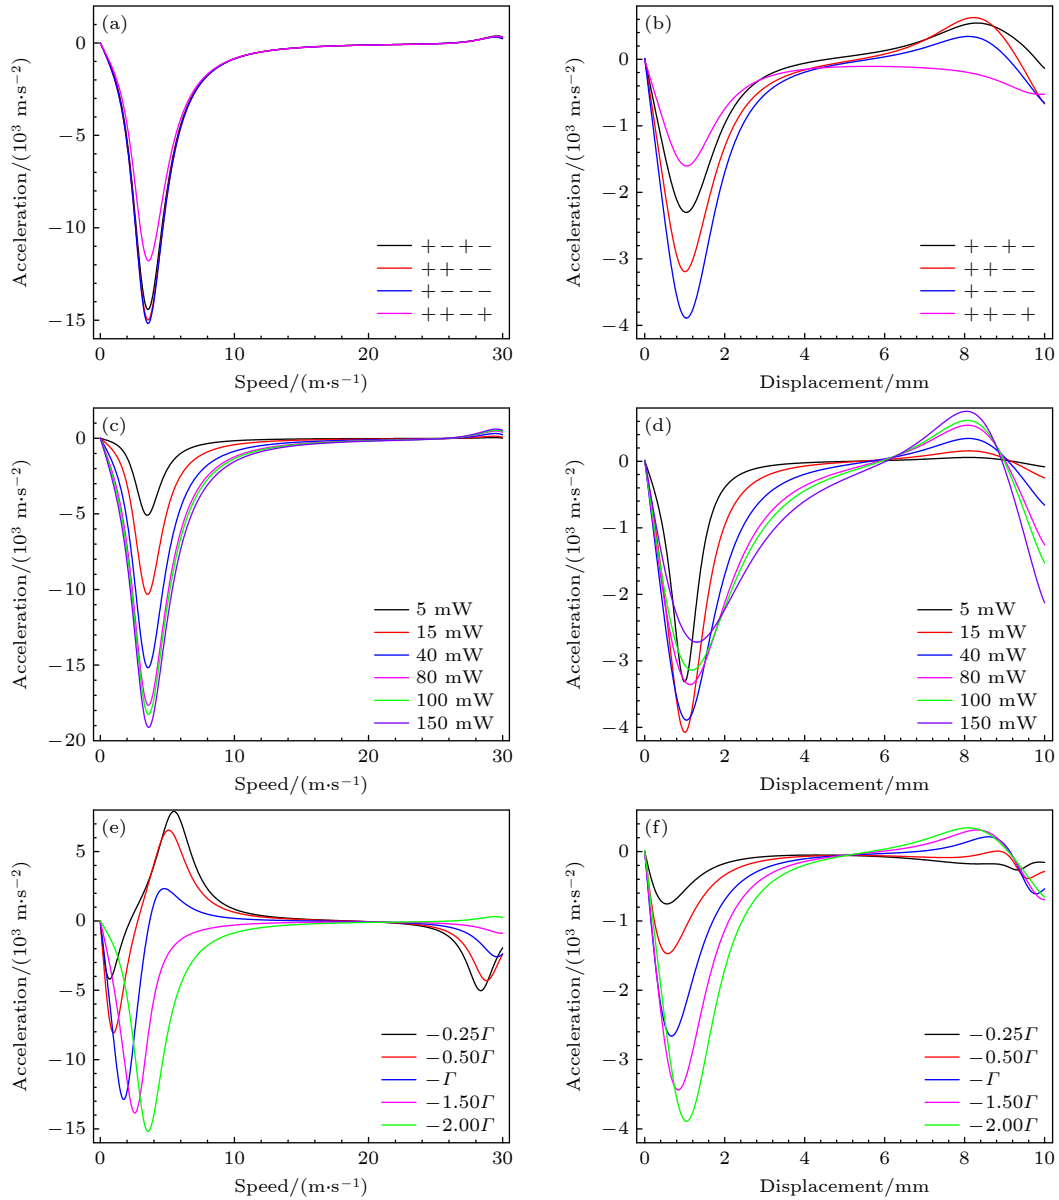 (a)
0
−5
−10
−15
Acceleration/(10³ m·s⁻²)
+−+−
++−−
+−−−
++−+
0 10 20 30
Speed/(m·s⁻¹)
(b)
0
−1
−2
−3
−4
Acceleration/(10³ m·s⁻²)
+−+−
++−−
+−−−
++−+
0 2 4 6 8 10
Displacement/mm
(c)
0
−5
−10
−15
−20
Acceleration/(10³ m·s⁻²)
5 mW
15 mW
40 mW
80 mW
100 mW
150 mW
0 10 20 30
Speed/(m·s⁻¹)
(d)
0
−1
−2
−3
−4
Acceleration/(10³ m·s⁻²)
5 mW
15 mW
40 mW
80 mW
100 mW
150 mW
0 2 4 6 8 10
Displacement/mm
(e)
5
0
−5
−10
−15
Acceleration/(10³ m·s⁻²)
−0.25Γ
−0.50Γ
−Γ
−1.50Γ
−2.00Γ
0 10 20 30
Speed/(m·s⁻¹)
(f)
0
−1
−2
−3
−4
Acceleration/(10³ m·s⁻²)
−0.25Γ
−0.50Γ
−Γ
−1.50Γ
−2.00Γ
0 2 4 6 8 10
Displacement/mm